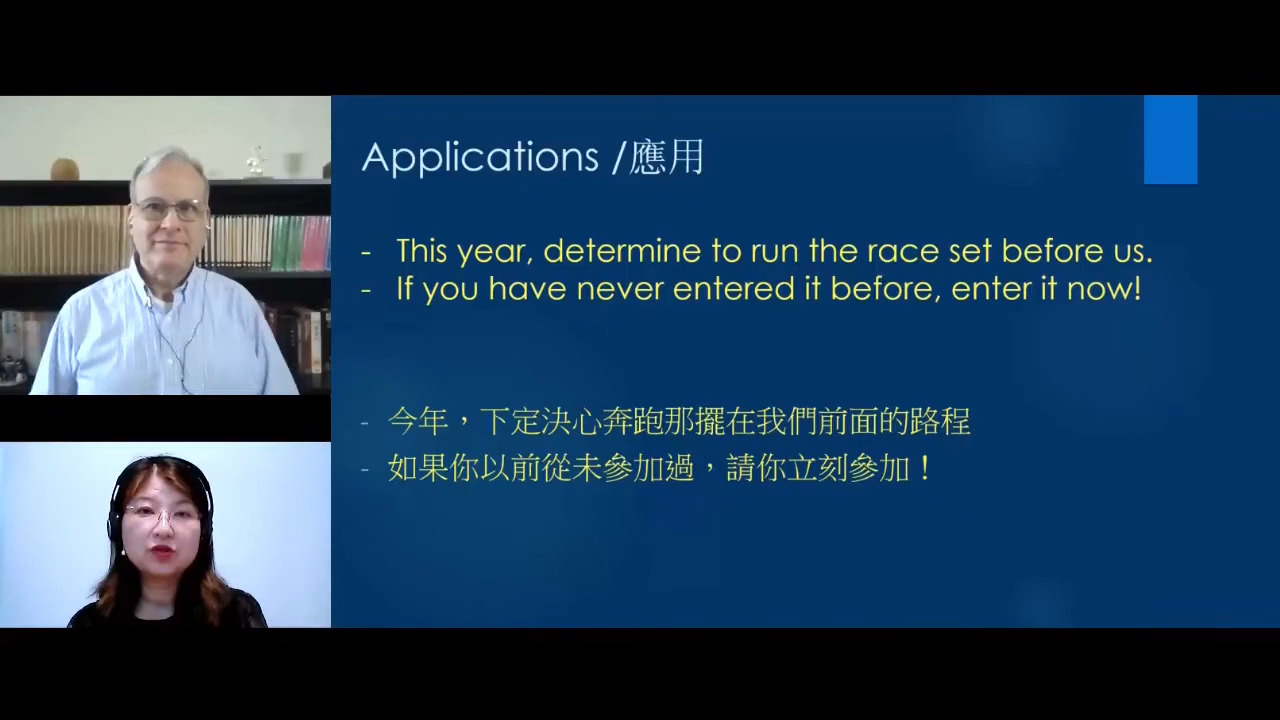 Applications /應用
- This year, determine to run the race set before us.
- If you have never entered it before, enter it now!
- 今年，下定決心奔跑那擺在我們前面的路程
- 如果你以前從未參加過，請你立刻參加！